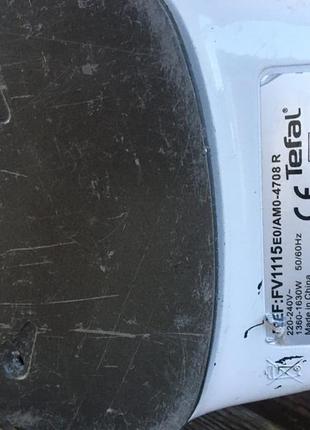 Tefal
CE
REF:FV1115E0/AM0-4708 R
220-240V~
1360-1630W 50/60Hz
Made in China